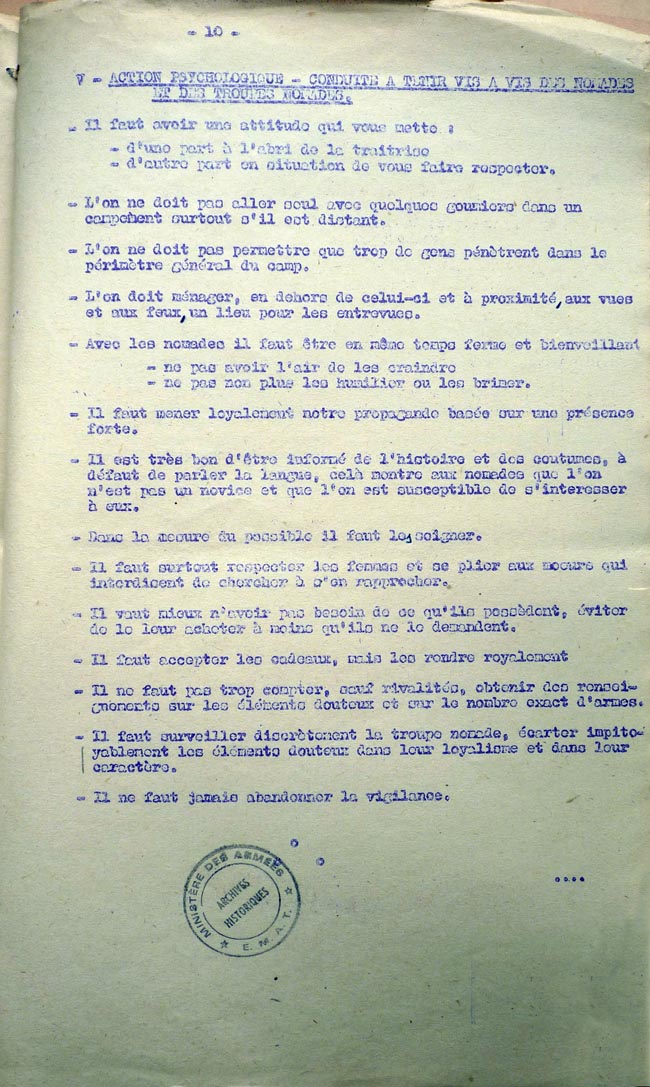 - 10 -
V - ACTION PSYCHOLOGIQUE - CONDUITE A TENIR VIS A VIS DES NOMADES
ET DES TROUPES NOMADES.
- Il faut avoir une attitude qui vous mette :
- d'une part à l'abri de la traitrise
- d'autre part en situation de vous faire respecter.
- L'on ne doit pas aller seul avec quelques goumiers dans un
campement surtout s'il est distant.
- L'on ne doit pas permettre que trop de gens pénètrent dans le
périmètre général du camp.
- L'on doit ménager, en dehors de celui-ci et à proximité, aux vues
et aux feux, un lieu pour les entrevues.
- Avec les nomades il faut être en même temps ferme et bienveillant
- ne pas avoir l'air de les craindre
- ne pas non plus les humilier ou les brimer.
- Il faut mener loyalement notre propagande basée sur une présence
forte.
- Il est très bon d'être informé de l'histoire et des coutumes, à
défaut de parler la langue, celà montre aux nomades que l'on
n'est pas un novice et que l'on est susceptible de s'interesser
à eux.
- Dans la mesure du possible il faut les soigner.
- Il faut surtout respecter les femmes et se plier aux moeurs qui
interdisent de chercher à s'en rapprocher.
- Il vaut mieux n'avoir pas besoin de ce qu'ils possèdent, éviter
de le leur acheter à moins qu'ils ne le demandent.
- Il faut accepter les cadeaux, mais les rendre royalement
- Il ne faut pas trop compter, sauf rivalités, obtenir des rensei-
gnements sur les éléments douteux et sur le nombre exact d'armes.
- Il faut surveiller discrètement la troupe nomade, écarter impito-
yablement les éléments douteux dans leur loyalisme et dans leur
caractère.
- Il ne faut jamais abandonner la vigilance.
o
o o
....
MINISTÈRE DES ARMÉES
ARCHIVES
HISTORIQUES
E. M. A. T.